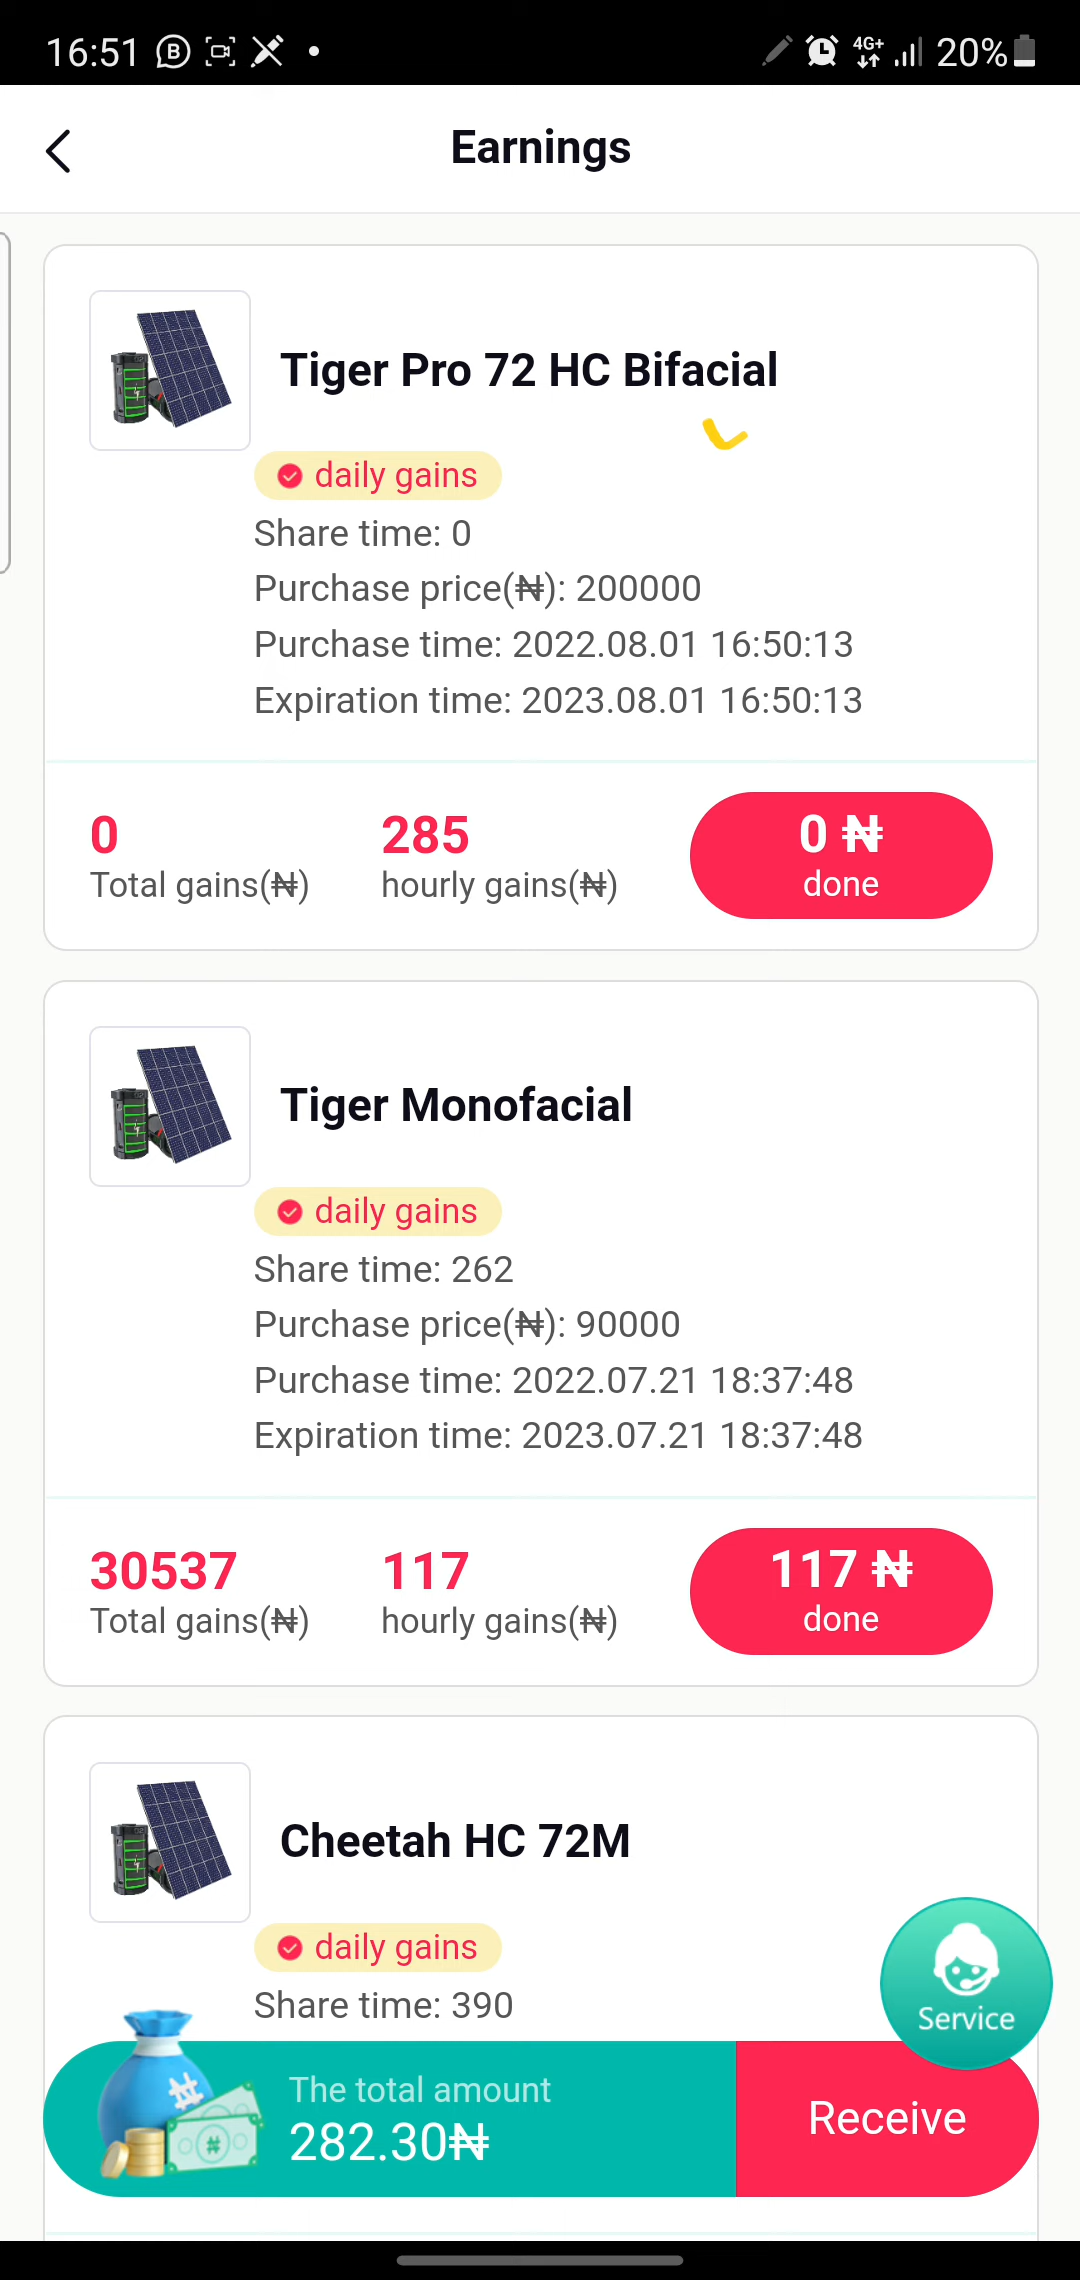 16:51
4G+
20%
Earnings
Tiger Pro 72 HC Bifacial
daily gains
Share time: 0
Purchase price(₦): 200000
Purchase time: 2022.08.01 16:50:13
Expiration time: 2023.08.01 16:50:13
0 285 0 ₦
Total gains(₦) hourly gains(₦) done
Tiger Monofacial
daily gains
Share time: 262
Purchase price(₦): 90000
Purchase time: 2022.07.21 18:37:48
Expiration time: 2023.07.21 18:37:48
30537 117 117 ₦
Total gains(₦) hourly gains(₦) done
Cheetah HC 72M
daily gains
Share time: 390
Service
The total amount
282.30₦
Receive